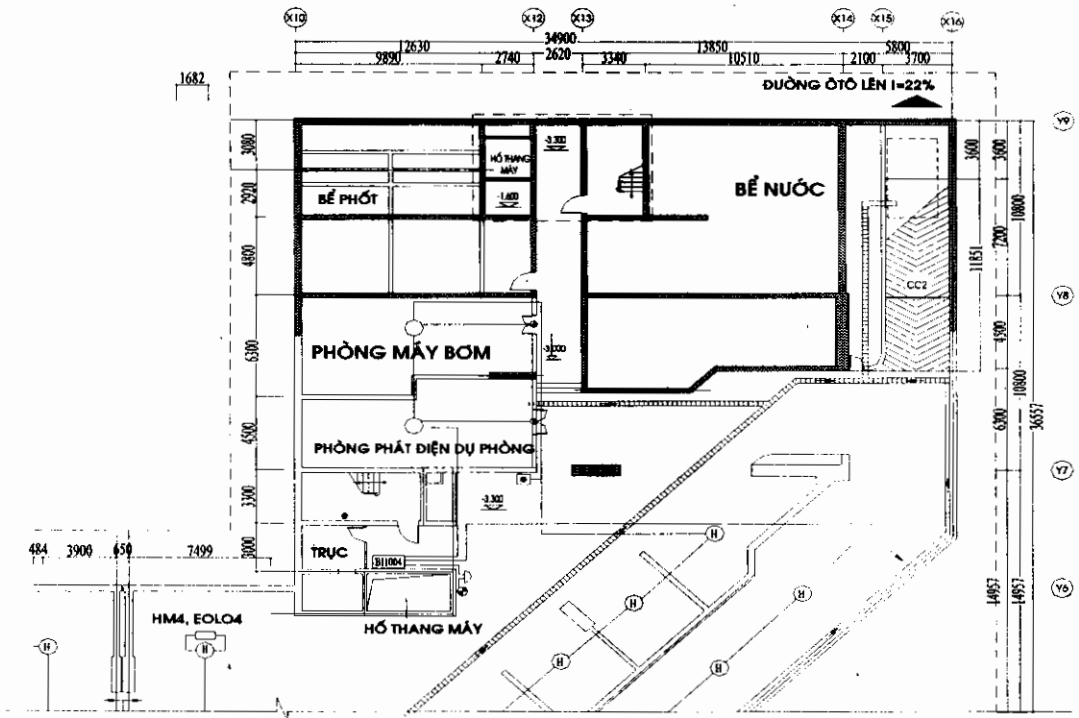 X10 X12 X13 X14 X15 X16
34900
12630 2620 13850 5800
9890 2740 3340 10510 2100 3700
1682
ĐƯỜNG ÔTÔ LÊN I=22%
Y9
3080
-3.300
3600
3600
HỐ THANG
MÁY
BỂ NƯỚC
2920
BỂ PHỐT
-1.600
10800
7200
4800
11851
CC2
Y8
PHÒNG MÁY BƠM
-3.000
6300
4500
10800
36557
4500
PHÒNG PHÁT ĐIỆN DỰ PHÒNG
6300
Y7
3300
-3.300
484 3900 650 7499
3000
TRỰC
H
14957
14957
Y6
HM4, EOLO4
HỐ THANG MÁY
H
H
H
H
H
H